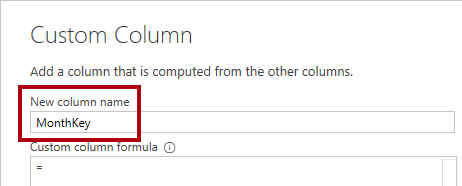 Custom Column
Add a column that is computed from the other columns.
New column name
MonthKey
Custom column formula
=